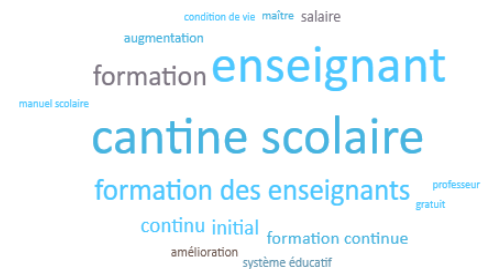 condition de vie maître salaire
augmentation
formation enseignant
manuel scolaire
cantine scolaire
formation des enseignants professeur
gratuit
continu initial formation continue
amélioration
système éducatif